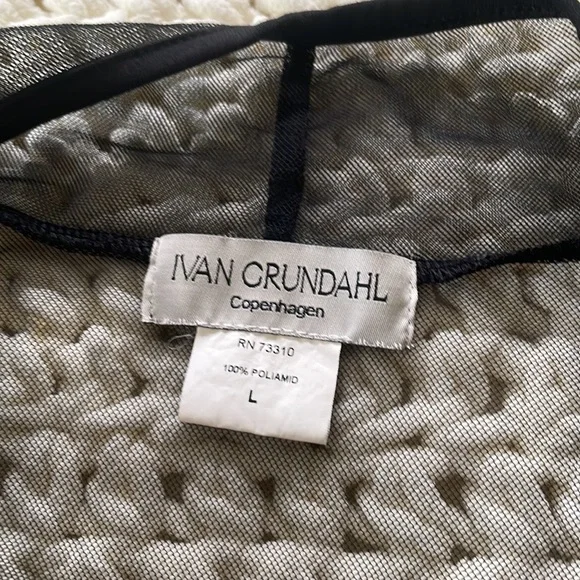 IVAN GRUNDAHL
Copenhagen
RN 73310
100% POLIAMID
L